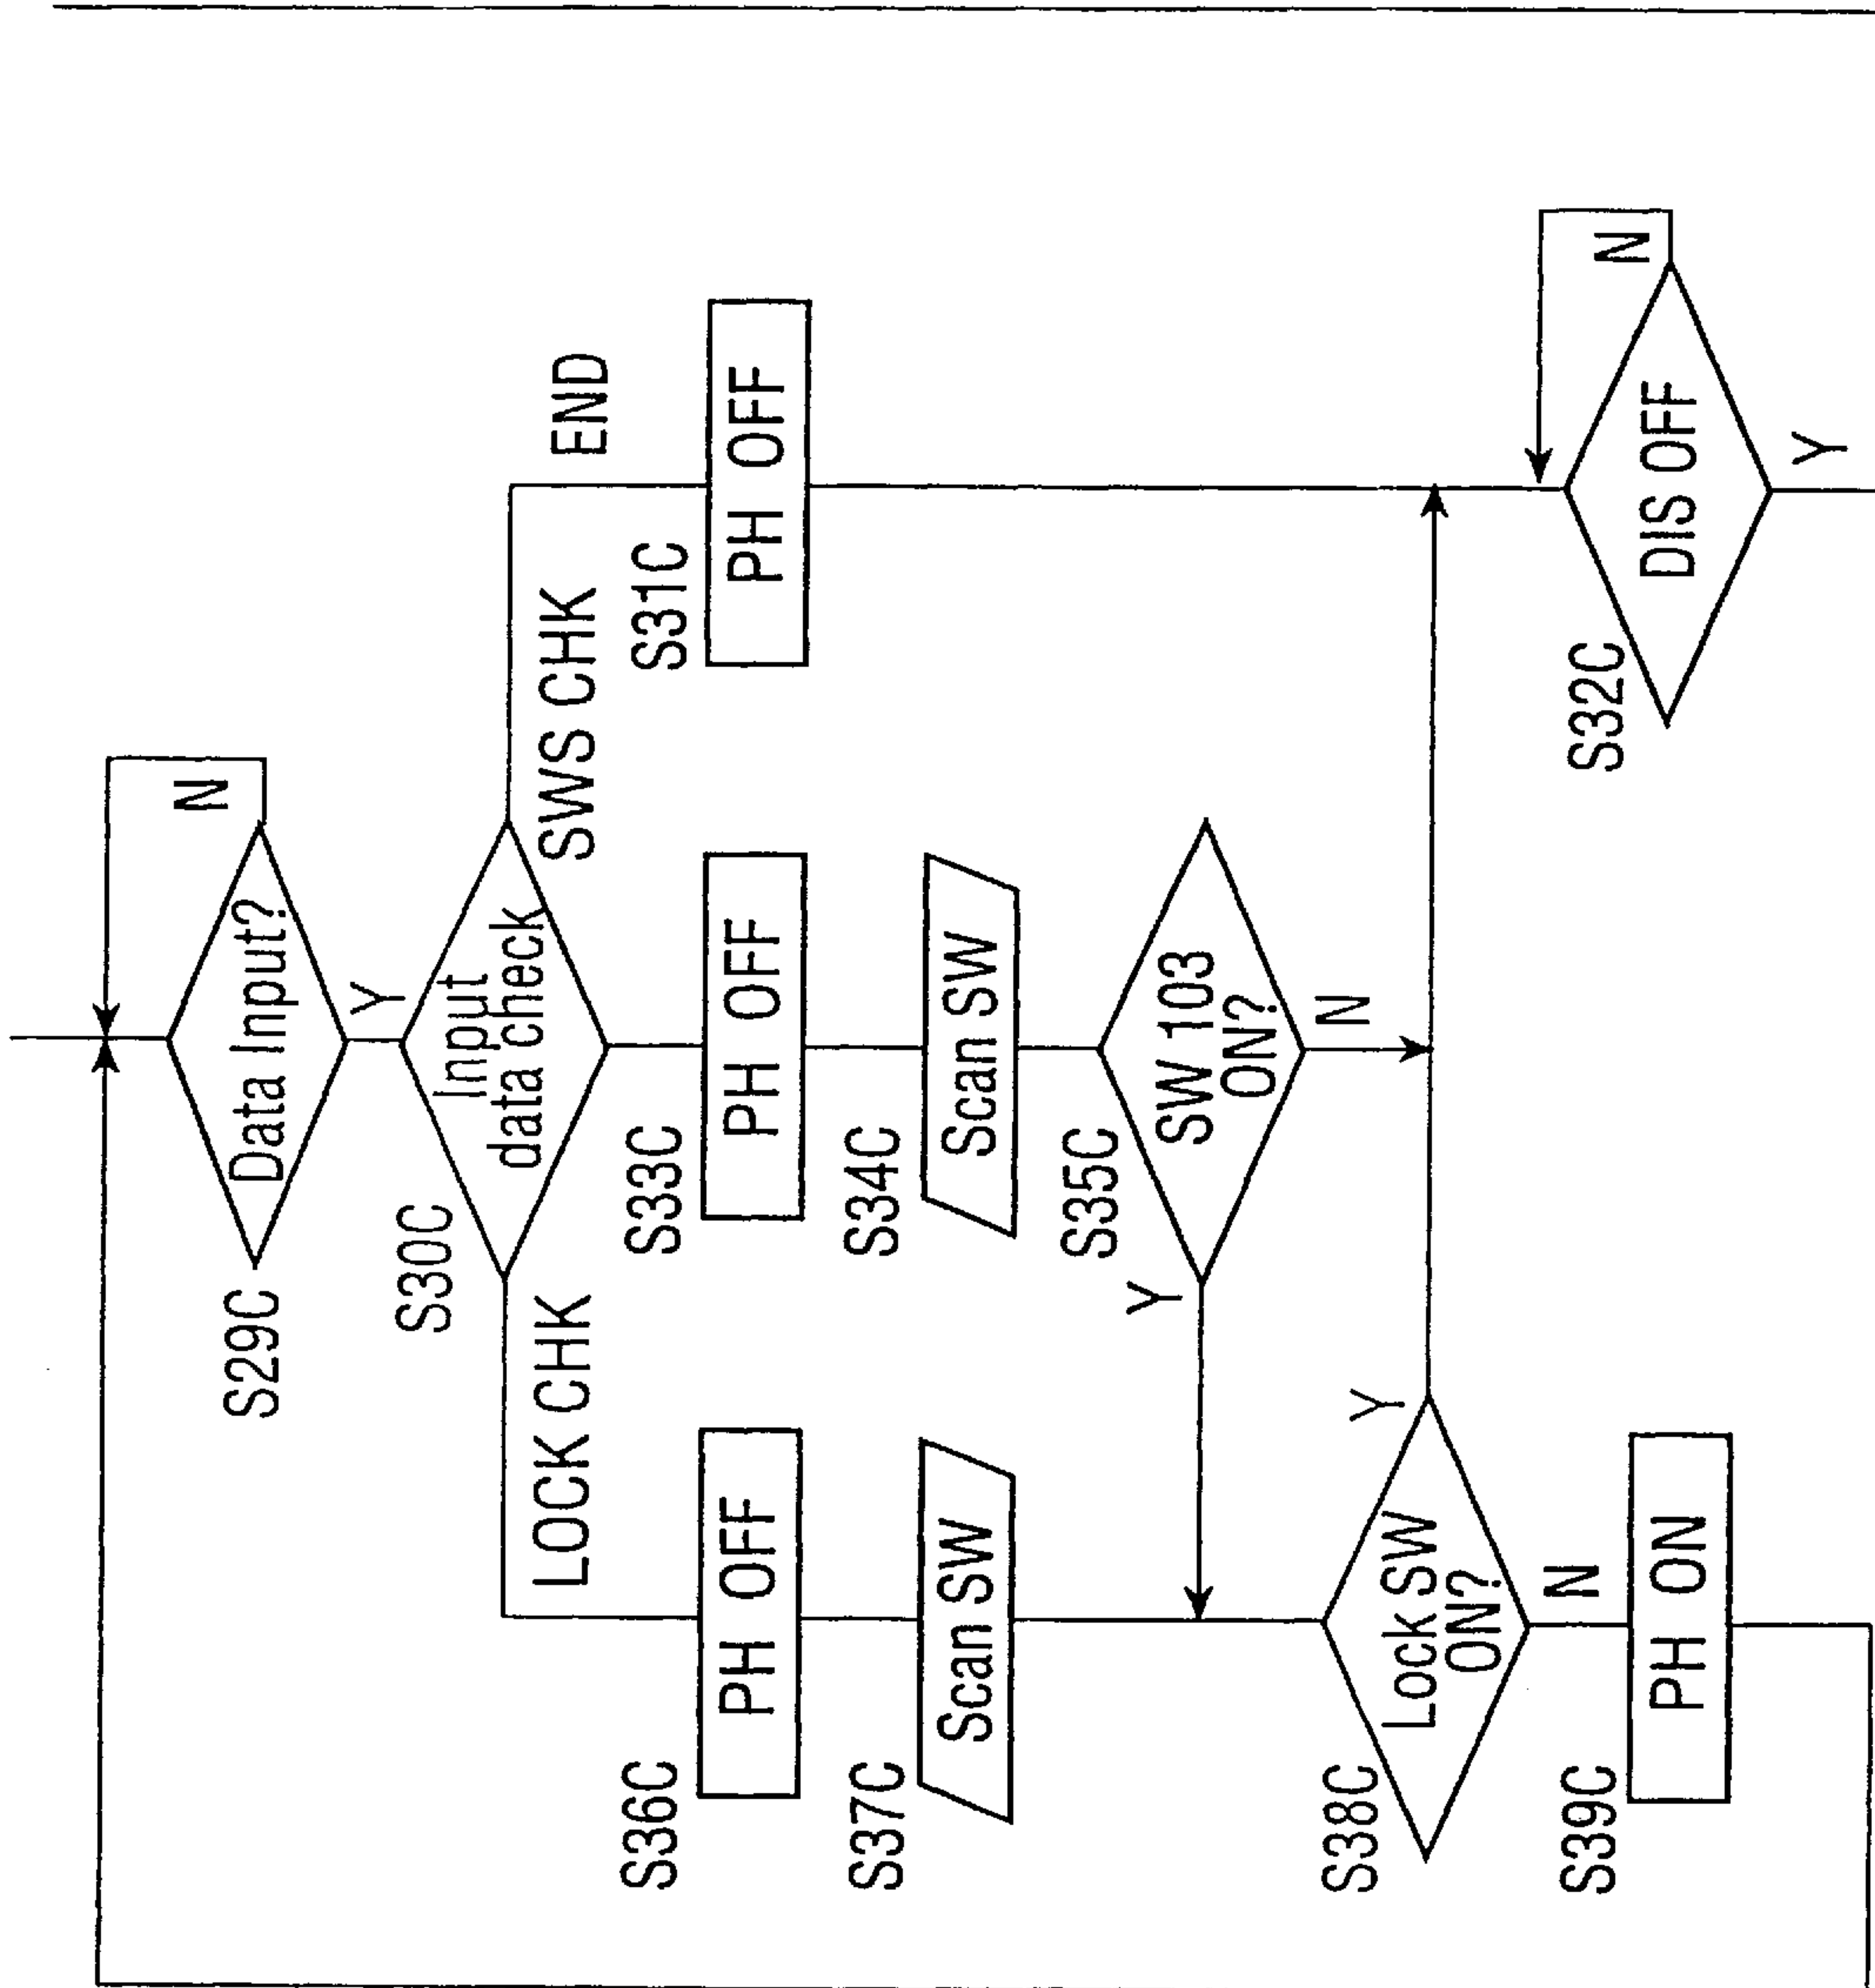 S29C
Data Input?
N
Y
S30C
Input
data check
LOCK CHK
SWS CHK
END
S36C
PH OFF
S33C
PH OFF
S31C
PH OFF
S37C
Scan SW
S34C
Scan SW
S35C
SW 103
ON?
Y
N
S38C
Lock SW
ON?
Y
N
S39C
PH ON
S32C
DIS OFF
N
Y